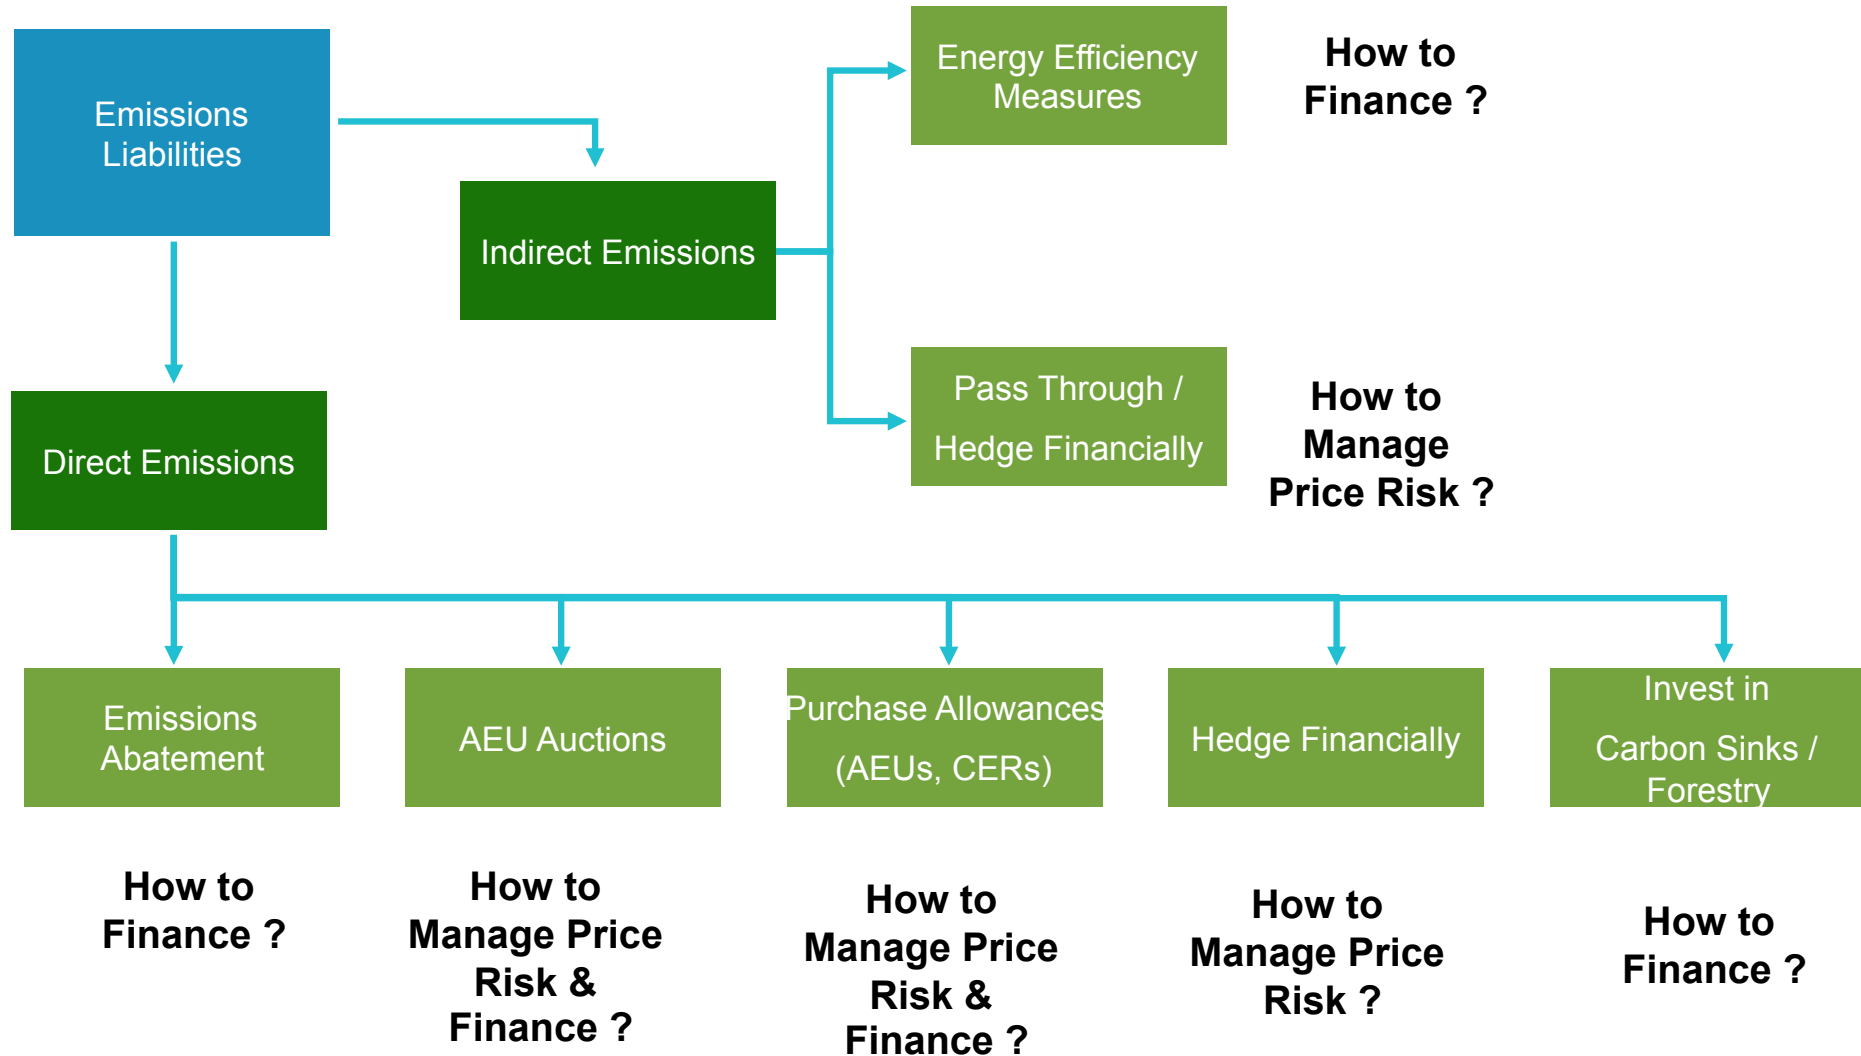 Emissions
Liabilities
Energy Efficiency
Measures
How to
Finance ?
Indirect Emissions
Pass Through /
Hedge Financially
How to
Manage
Price Risk ?
Direct Emissions
Emissions
Abatement
AEU Auctions
Purchase Allowances
(AEUs, CERs)
Hedge Financially
Invest in
Carbon Sinks /
Forestry
How to
Finance ?
How to
Manage Price
Risk &
Finance ?
How to
Manage Price
Risk &
Finance ?
How to
Manage Price
Risk ?
How to
Finance ?